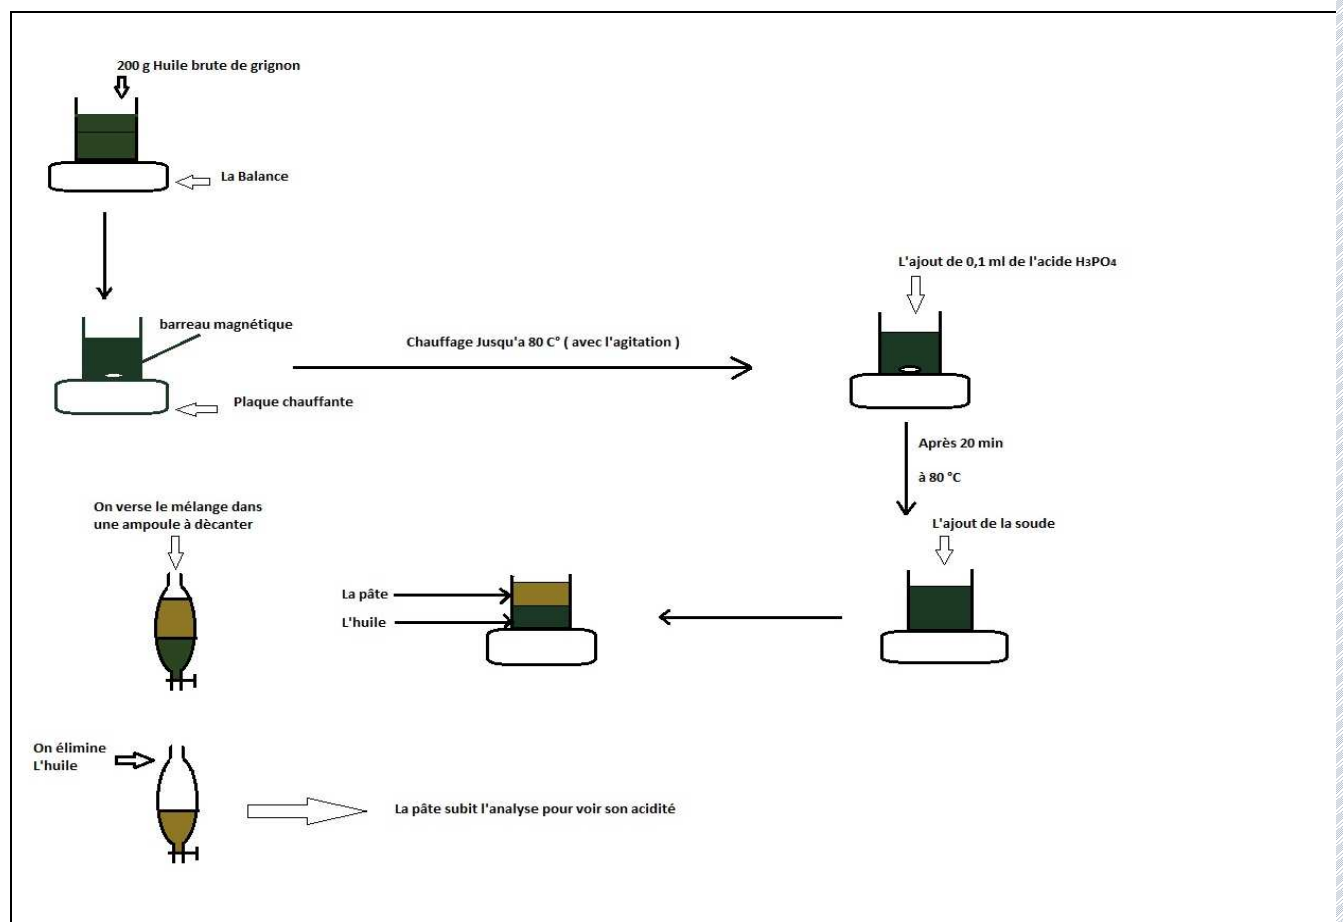 200 g Huile brute de grignon
La Balance
L'ajout de 0,1 ml de l'acide H₃PO₄
barreau magnétique
Chauffage Jusqu'a 80 C° ( avec l'agitation )
Plaque chauffante
Après 20 min
à 80 °C
On verse le mélange dans
une ampoule à dècanter
L'ajout de la soude
La pâte
L'huile
On élimine
L'huile
La pâte subit l'analyse pour voir son acidité